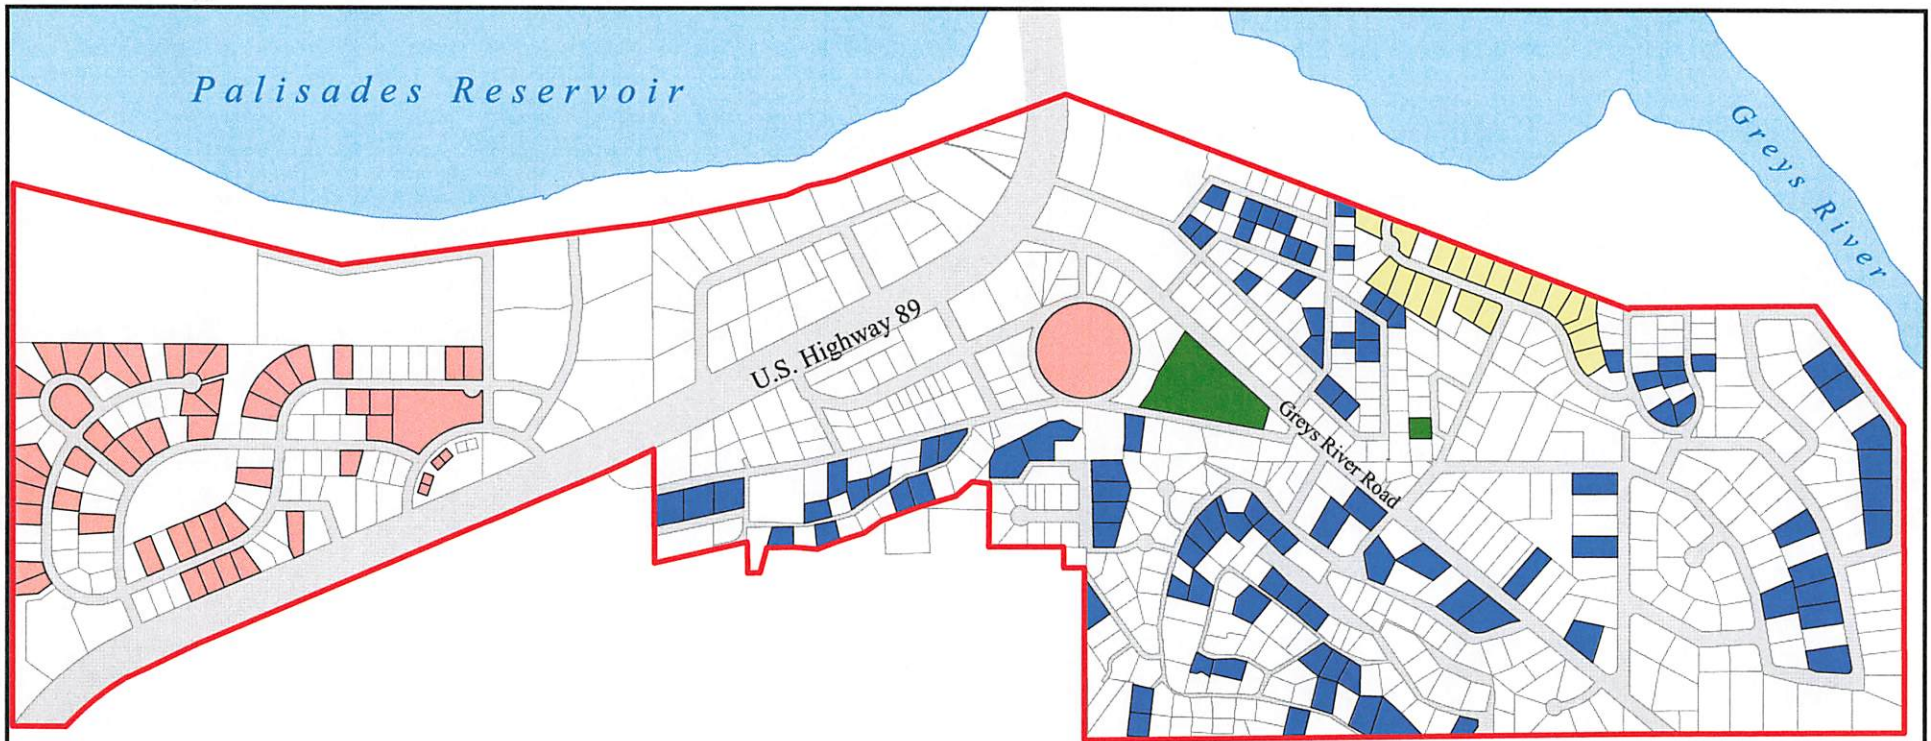 Palisades Reservoir
Greys River
U.S. Highway 89
Greys River Road